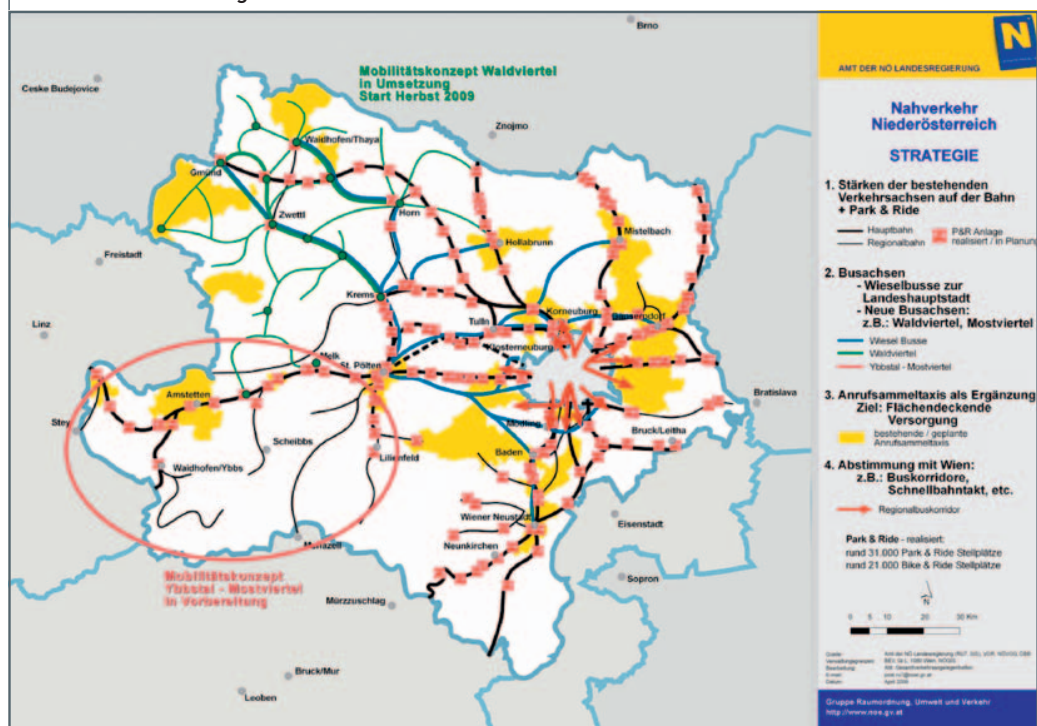 Brno
Ceske Budejovice
Mobilitätskonzept Waldviertel
in Umsetzung
Start Herbst 2009
Znojmo
Waidhofen/Thaya
Gmünd
Zwettl
Horn
Hollabrunn
Mistelbach
Freistadt
Krems
Linz
Tulln
Korneuburg
Gänserndorf
Klosterneuburg
Melk
St. Pölten
Amstetten
Bratislava
Steyr
Mödling
Bruck/Leitha
Scheibbs
Baden
Waidhofen/Ybbs
Lilienfeld
Wiener Neustadt
Eisenstadt
Mariazell
Neunkirchen
Mobilitätskonzept
Ybbstal - Mostviertel
in Vorbereitung
Mürzzuschlag
Sopron
Bruck/Mur
Leoben
N
AMT DER NÖ LANDESREGIERUNG
Nahverkehr
Niederösterreich
STRATEGIE
1. Stärken der bestehenden
Verkehrsachsen auf der Bahn
+ Park & Ride
Hauptbahn
Regionalbahn
P&R Anlage
realisiert / in Planung
2. Busachsen
- Wieselbusse zur
Landeshauptstadt
- Neue Busachsen:
z.B.: Waldviertel, Mostviertel
Wiesel Busse
Waldviertel
Ybbstal - Mostviertel
3. Anrufsammeltaxis als Ergänzung
Ziel: Flächendeckende
Versorgung
bestehende / geplante
Anrufsammeltaxis
4. Abstimmung mit Wien:
z.B.: Buskorridore,
Schnellbahntakt, etc.
Regionalbuskorridor
Park & Ride - realisiert:
rund 31.000 Park & Ride Stellplätze
rund 21.000 Bike & Ride Stellplätze
N
0 5 10 20 30 Km
Gruppe Raumordnung, Umwelt und Verkehr
http://www.noe.gv.at